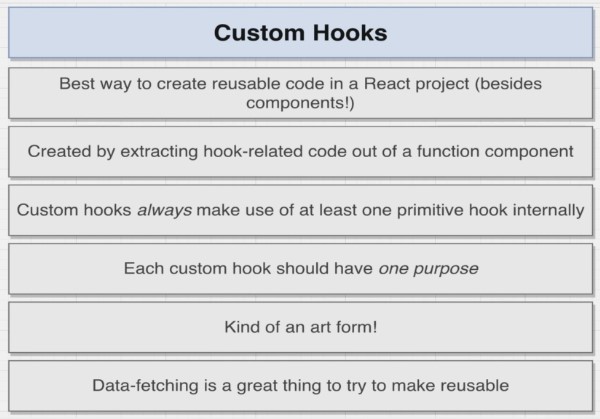 Custom Hooks
Best way to create reusable code in a React project (besides
components!)
Created by extracting hook-related code out of a function component
Custom hooks always make use of at least one primitive hook internally
Each custom hook should have one purpose
Kind of an art form!
Data-fetching is a great thing to try to make reusable